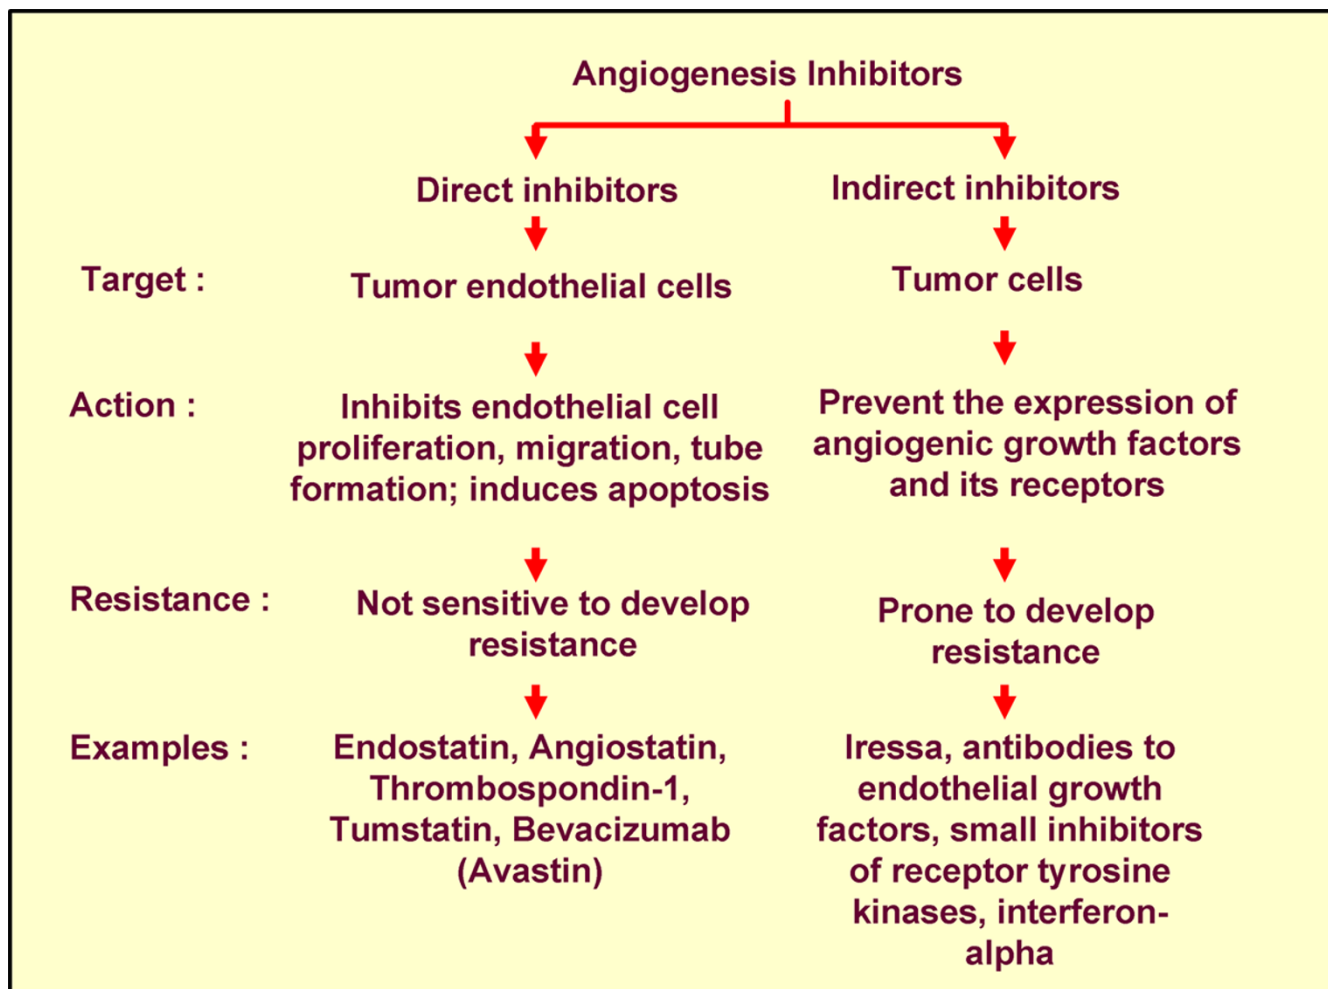 Angiogenesis Inhibitors
Direct inhibitors
Indirect inhibitors
Target :
Tumor endothelial cells
Tumor cells
Action :
Inhibits endothelial cell
proliferation, migration, tube
formation; induces apoptosis
Prevent the expression of
angiogenic growth factors
and its receptors
Resistance :
Not sensitive to develop
resistance
Prone to develop
resistance
Examples :
Endostatin, Angiostatin,
Thrombospondin-1,
Tumstatin, Bevacizumab
(Avastin)
Iressa, antibodies to
endothelial growth
factors, small inhibitors
of receptor tyrosine
kinases, interferon-
alpha